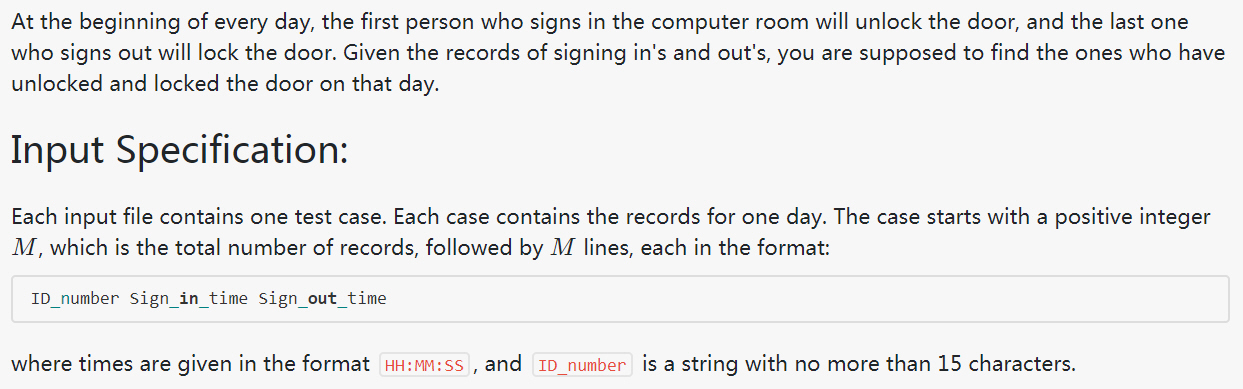 At the beginning of every day, the first person who signs in the computer room will unlock the door, and the last one
who signs out will lock the door. Given the records of signing in's and out's, you are supposed to find the ones who have
unlocked and locked the door on that day.
Input Specification:
Each input file contains one test case. Each case contains the records for one day. The case starts with a positive integer
M, which is the total number of records, followed by M lines, each in the format:
ID_number Sign_in_time Sign_out_time
where times are given in the format HH:MM:SS, and ID_number is a string with no more than 15 characters.